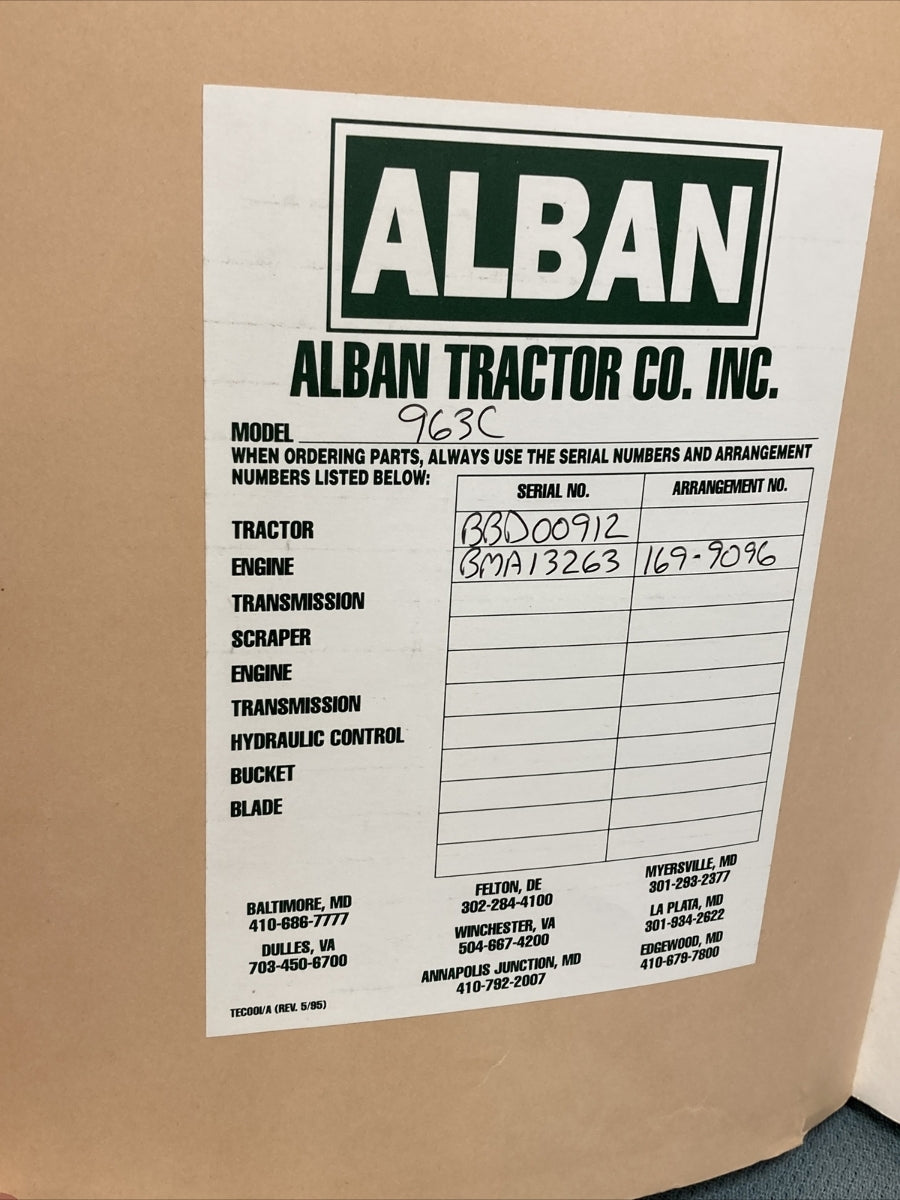 ALBAN
ALBAN TRACTOR CO. INC.
MODEL 963C
WHEN ORDERING PARTS, ALWAYS USE THE SERIAL NUMBERS AND ARRANGEMENT
NUMBERS LISTED BELOW:
SERIAL NO. ARRANGEMENT NO.
TRACTOR BBD00912
ENGINE BMA13263 169-9096
TRANSMISSION
SCRAPER
ENGINE
TRANSMISSION
HYDRAULIC CONTROL
BUCKET
BLADE
BALTIMORE, MD
410-686-7777
DULLES, VA
703-450-6700
FELTON, DE
302-284-4100
WINCHESTER, VA
504-667-4200
ANNAPOLIS JUNCTION, MD
410-792-2007
MYERSVILLE, MD
301-293-2377
LA PLATA, MD
301-934-2622
EDGEWOOD, MD
410-679-7800
TEC00I/A (REV. 5/95)